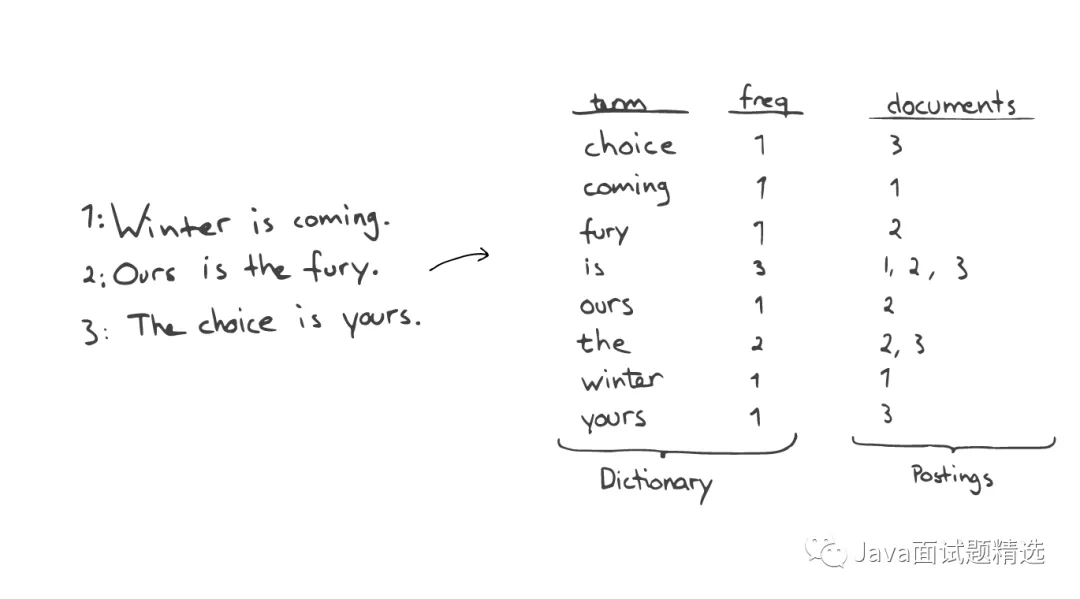 1: Winter is coming.
2: Ours is the fury.
3: The choice is yours.
term freq documents
choice 1 3
coming 1 1
fury 1 2
is 3 1, 2, 3
ours 1 2
the 2 2, 3
winter 1 1
yours 1 3
Dictionary Postings
Java面试题精选